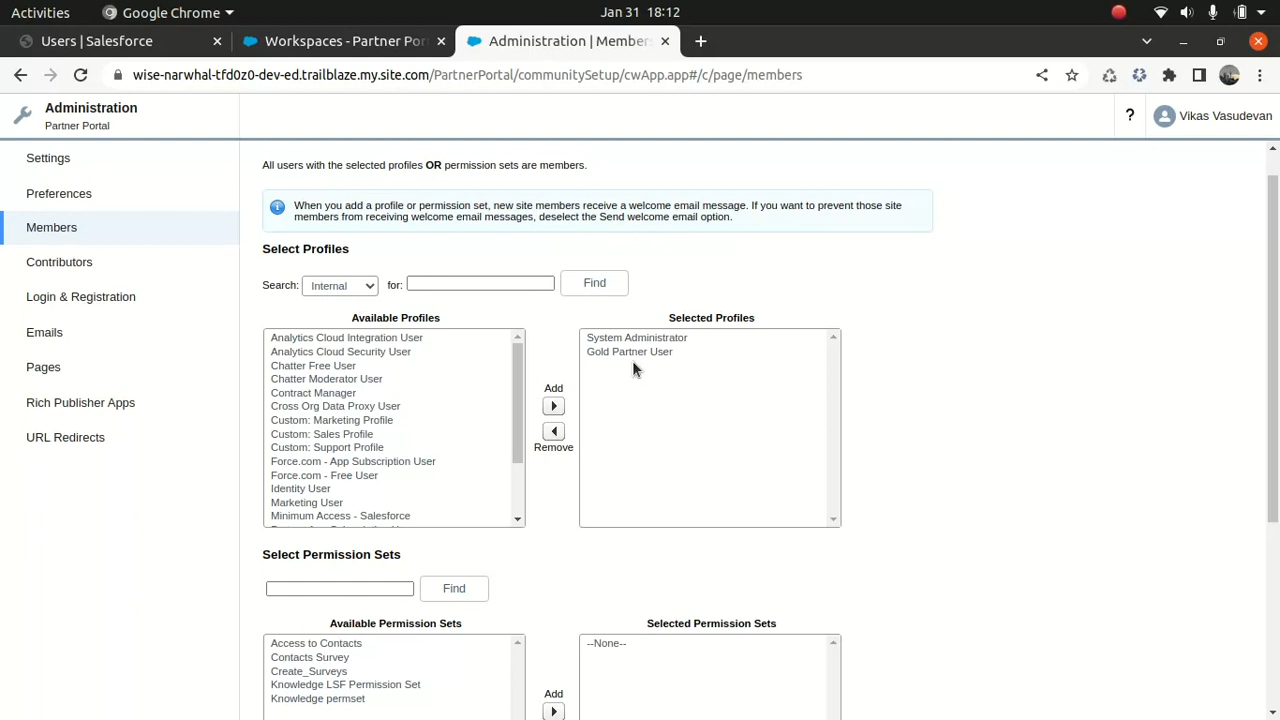 Activities
Google Chrome
Jan 31 18:12
Users | Salesforce
Workspaces - Partner Por
Administration | Member
wise-narwhal-tfd0z0-dev-ed.trailblaze.my.site.com/PartnerPortal/communitySetup/cwApp.app#/c/page/members
Administration
Partner Portal
?
Vikas Vasudevan
Settings
Preferences
Members
Contributors
Login & Registration
Emails
Pages
Rich Publisher Apps
URL Redirects
All users with the selected profiles OR permission sets are members.
When you add a profile or permission set, new site members receive a welcome email message. If you want to prevent those site
members from receiving welcome email messages, deselect the Send welcome email option.
Select Profiles
Search: Internal for: Find
Available Profiles
Analytics Cloud Integration User
Analytics Cloud Security User
Chatter Free User
Chatter Moderator User
Contract Manager
Cross Org Data Proxy User
Custom: Marketing Profile
Custom: Sales Profile
Custom: Support Profile
Force.com - App Subscription User
Force.com - Free User
Identity User
Marketing User
Minimum Access - Salesforce
Add
Remove
Selected Profiles
System Administrator
Gold Partner User
Select Permission Sets
Find
Available Permission Sets
Access to Contacts
Contacts Survey
Create_Surveys
Knowledge LSF Permission Set
Knowledge permset
Add
Selected Permission Sets
--None--